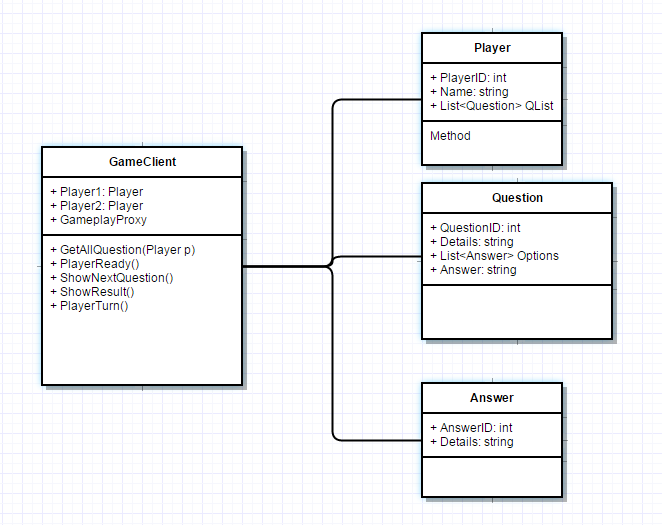 GameClient
+ Player1: Player
+ Player2: Player
+ GameplayProxy
+ GetAllQuestion(Player p)
+ PlayerReady()
+ ShowNextQuestion()
+ ShowResult()
+ PlayerTurn()
Player
+ PlayerID: int
+ Name: string
+ List<Question> QList
Method
Question
+ QuestionID: int
+ Details: string
+ List<Answer> Options
+ Answer: string
Answer
+ AnswerID: int
+ Details: string